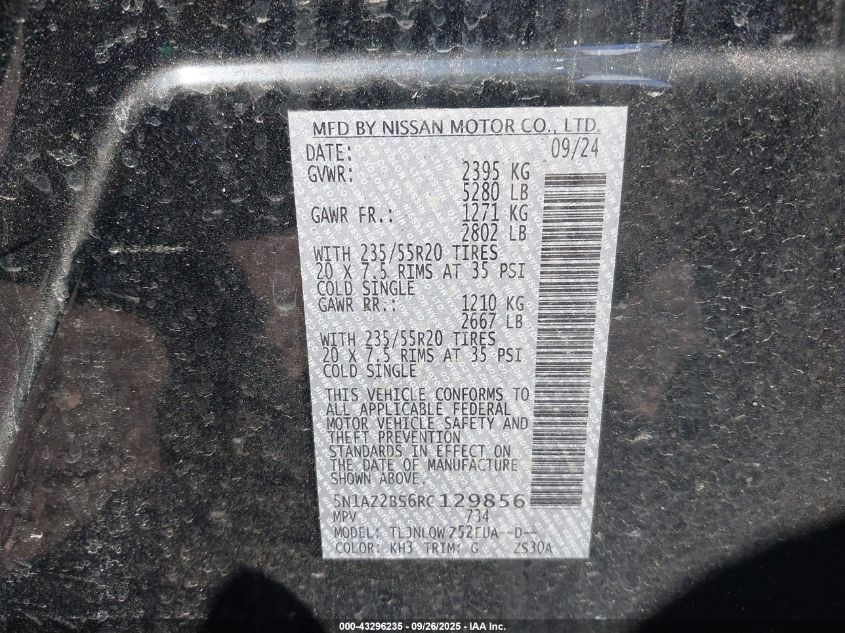 MFD BY NISSAN MOTOR CO., LTD.
DATE: 09/24
GVWR: 2395 KG
5280 LB
GAWR FR.: 1271 KG
2802 LB
WITH 235/55R20 TIRES
20 X 7.5 RIMS AT 35 PSI
COLD SINGLE
GAWR RR.: 1210 KG
2667 LB
WITH 235/55R20 TIRES
20 X 7.5 RIMS AT 35 PSI
COLD SINGLE
THIS VEHICLE CONFORMS TO
ALL APPLICABLE FEDERAL
MOTOR VEHICLE SAFETY AND
THEFT PREVENTION
STANDARDS IN EFFECT ON
THE DATE OF MANUFACTURE
SHOWN ABOVE.
5N1AZ2BS6RC129856
MPV 734
MODEL: TLJNLQWZ52EUA--D--
COLOR: KH3 TRIM: G ZS30A
000-43296235 - 09/26/2025 - IAA Inc.